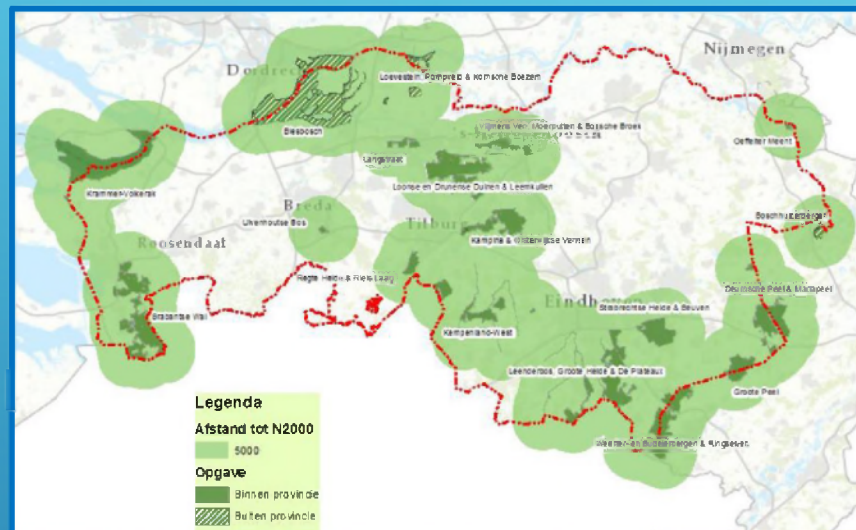 Nijmegen
Dordrec
Loevestein, Pompveld & Kornsche Boezem
Biesbosch
Vlijmens Ven, Moerputten & Bossche Broek
Oeffelter Meent
Langstraat
Loonse en Drunense Duinen & Leemkuilen
Krammer-Volkerak
Breda
Ulvenhoutse Bos
Tilburg
Boschhuizerbergen
Kampina & Oisterwijkse Vennen
Roosendaal
Regte Heide & Riels Laag
Deurnsche Peel & Mariapeel
Eindhoven
Strabrechtse Heide & Beuven
Brabantse Wal
Kempenland-West
Leenderbos, Groote Heide & De Plateaux
Groote Peel
Weerter- en Budelerbergen & Ringselven
Legenda
Afstand tot N2000
5000
Opgave
Binnen provincie
Buiten provincie